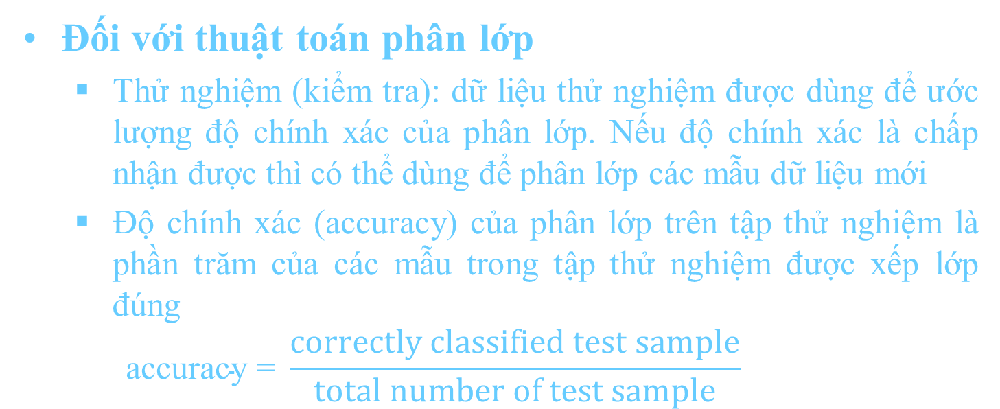 • Đối với thuật toán phân lớp
▪ Thử nghiệm (kiểm tra): dữ liệu thử nghiệm được dùng để ước
lượng độ chính xác của phân lớp. Nếu độ chính xác là chấp
nhận được thì có thể dùng để phân lớp các mẫu dữ liệu mới
▪ Độ chính xác (accuracy) của phân lớp trên tập thử nghiệm là
phần trăm của các mẫu trong tập thử nghiệm được xếp lớp
đúng
correctly classified test sample
accuracy =
total number of test sample